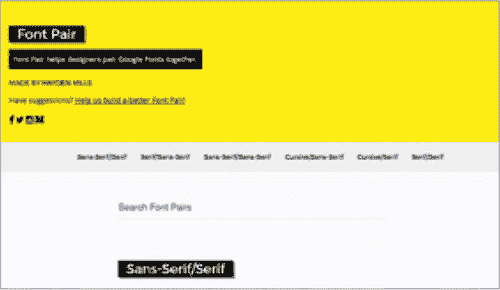 Font Pair
Font Pair helps designers pair Google Fonts together.
MADE BY HAYDEN MILLS
Have suggestions? Help us build a better Font Pair!
Sans-Serif/Serif Serif/Sans-Serif Sans-Serif/Sans-Serif Cursive/Sans-Serif Cursive/Serif Serif/Serif
Search Font Pairs
Sans-Serif/Serif